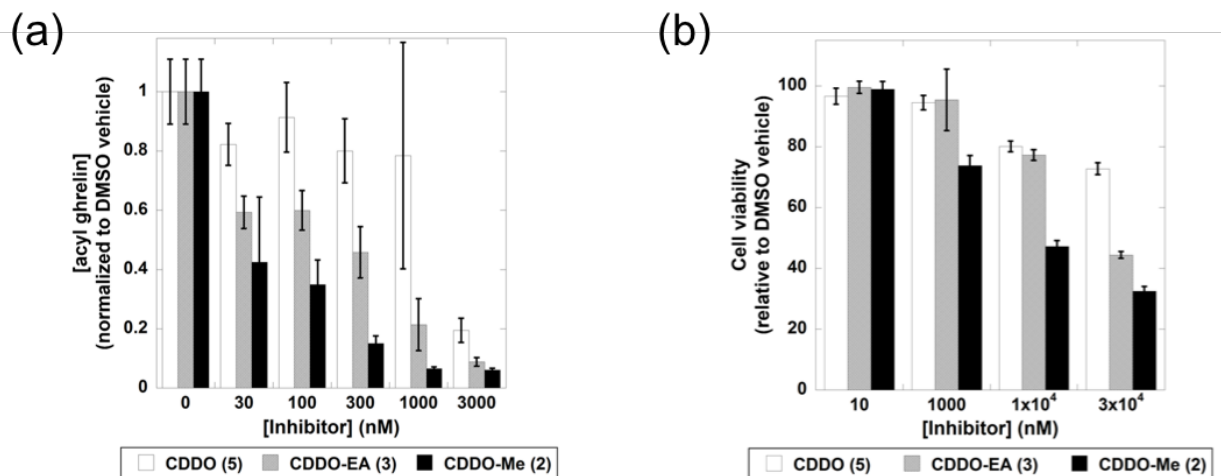 (a)
[acyl ghrelin]
(normalized to DMSO vehicle)
1
0.8
0.6
0.4
0.2
0
0 30 100 300 1000 3000
[Inhibitor] (nM)
CDDO (5) CDDO-EA (3) CDDO-Me (2)
(b)
Cell viability
(relative to DMSO vehicle)
100
80
60
40
20
0
10 1000 1x10⁴ 3x10⁴
[Inhibitor] (nM)
CDDO (5) CDDO-EA (3) CDDO-Me (2)